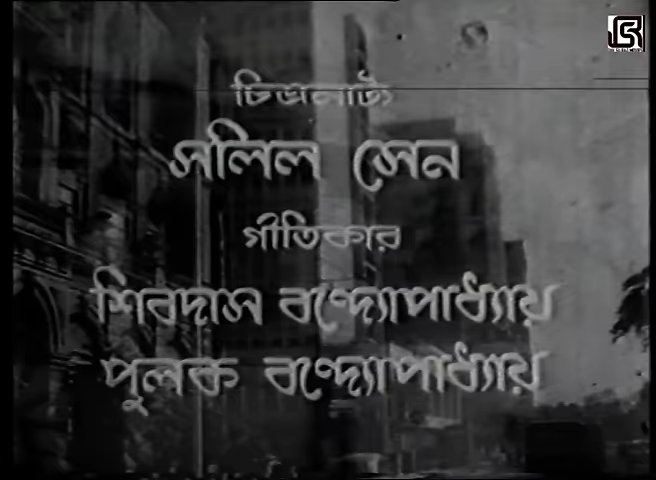 চিত্রনাট্য
সলিল সেন
গীতিকার
শিবদাস বন্দ্যোপাধ্যায়
পুলক বন্দ্যোপাধ্যায়